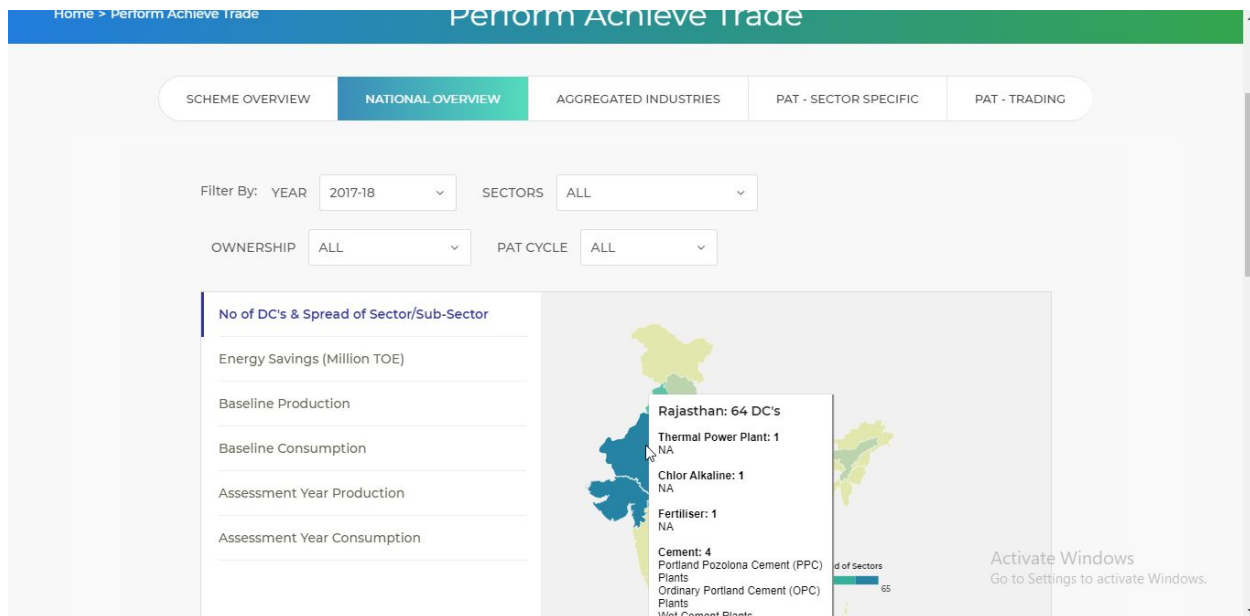 Home > Perform Achieve Trade
Perform Achieve Trade
SCHEME OVERVIEW
NATIONAL OVERVIEW
AGGREGATED INDUSTRIES
PAT - SECTOR SPECIFIC
PAT - TRADING
Filter By: YEAR 2017-18 SECTORS ALL
OWNERSHIP ALL PAT CYCLE ALL
No of DC's & Spread of Sector/Sub-Sector
Energy Savings (Million TOE)
Baseline Production
Baseline Consumption
Assessment Year Production
Assessment Year Consumption
Rajasthan: 64 DC's
Thermal Power Plant: 1
NA
Chlor Alkaline: 1
NA
Fertiliser: 1
NA
Cement: 4
Portland Pozolona Cement (PPC)
Plants
Ordinary Portland Cement (OPC)
Plants
Wet Cement Plants
d of Sectors
65
Activate Windows
Go to Settings to activate Windows.